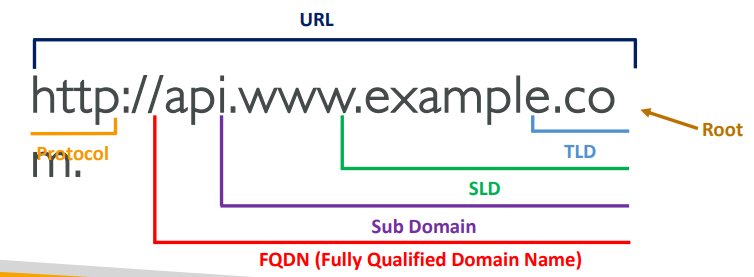 URL
http://api.www.example.co
m.
Protocol
Root
TLD
SLD
Sub Domain
FQDN (Fully Qualified Domain Name)